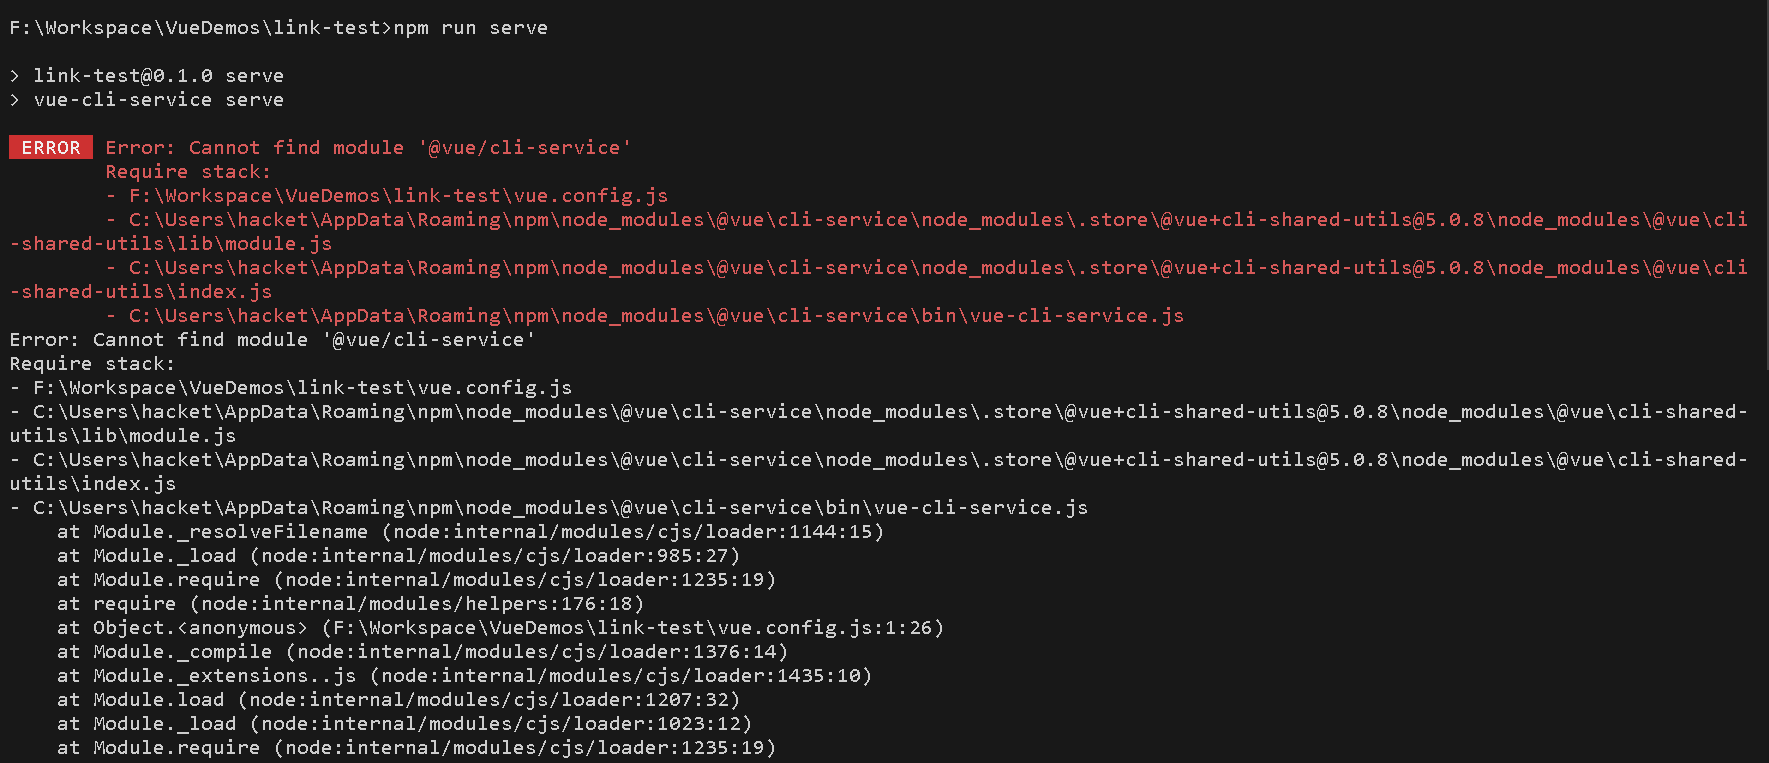 F:\Workspace\VueDemos\link-test>npm run serve
> link-test@0.1.0 serve
> vue-cli-service serve
ERROR Error: Cannot find module '@vue/cli-service'
Require stack:
- F:\Workspace\VueDemos\link-test\vue.config.js
- C:\Users\hacket\AppData\Roaming\npm\node_modules\@vue\cli-service\node_modules\.store\@vue+cli-shared-utils@5.0.8\node_modules\@vue\cli
-shared-utils\lib\module.js
- C:\Users\hacket\AppData\Roaming\npm\node_modules\@vue\cli-service\node_modules\.store\@vue+cli-shared-utils@5.0.8\node_modules\@vue\cli
-shared-utils\index.js
- C:\Users\hacket\AppData\Roaming\npm\node_modules\@vue\cli-service\bin\vue-cli-service.js
Error: Cannot find module '@vue/cli-service'
Require stack:
- F:\Workspace\VueDemos\link-test\vue.config.js
- C:\Users\hacket\AppData\Roaming\npm\node_modules\@vue\cli-service\node_modules\.store\@vue+cli-shared-utils@5.0.8\node_modules\@vue\cli-shared-
utils\lib\module.js
- C:\Users\hacket\AppData\Roaming\npm\node_modules\@vue\cli-service\node_modules\.store\@vue+cli-shared-utils@5.0.8\node_modules\@vue\cli-shared-
utils\index.js
- C:\Users\hacket\AppData\Roaming\npm\node_modules\@vue\cli-service\bin\vue-cli-service.js
at Module._resolveFilename (node:internal/modules/cjs/loader:1144:15)
at Module._load (node:internal/modules/cjs/loader:985:27)
at Module.require (node:internal/modules/cjs/loader:1235:19)
at require (node:internal/modules/helpers:176:18)
at Object.<anonymous> (F:\Workspace\VueDemos\link-test\vue.config.js:1:26)
at Module._compile (node:internal/modules/cjs/loader:1376:14)
at Module._extensions..js (node:internal/modules/cjs/loader:1435:10)
at Module.load (node:internal/modules/cjs/loader:1207:32)
at Module._load (node:internal/modules/cjs/loader:1023:12)
at Module.require (node:internal/modules/cjs/loader:1235:19)